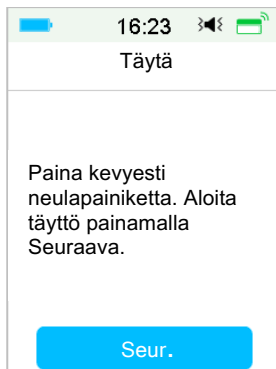 16:23
Täytä
Paina kevyesti
neulapainiketta. Aloita
täyttö painamalla
Seuraava.
Seur.